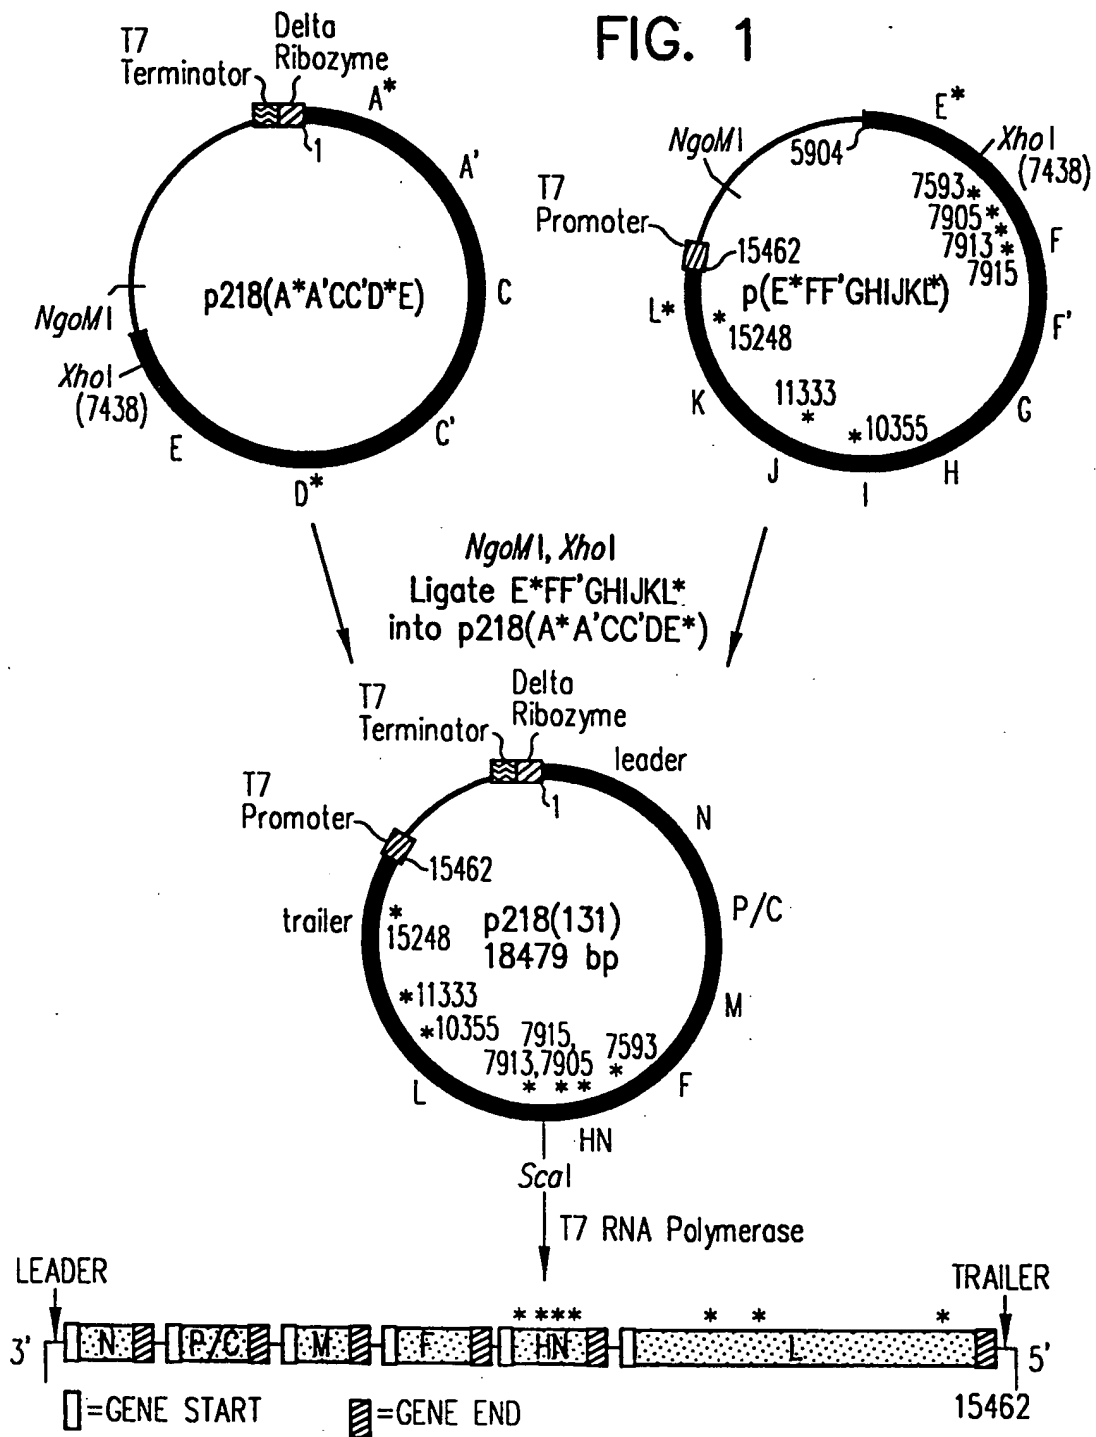 FIG. 1
T7
Terminator
Delta
Ribozyme
A*
1
A'
NgoMI
p218(A*A'CC'D*E)
C
XhoI
(7438)
E
C'
D*
E*
NgoMI
5904
XhoI
(7438)
T7
Promoter
7593*
7905*
*
7913
*
7915
F
15462
p(E*FF'GHIJKL*)
L*
*
15248
F'
K
11333
*
*10355
G
J
I
H
NgoMI, XhoI
Ligate E*FF'GHIJKL*
into p218(A*A'CC'DE*)
T7
Terminator
Delta
Ribozyme
leader
1
T7
Promoter
N
15462
trailer
*
15248
p218(131)
18479 bp
P/C
*11333
*10355
7915,
7913,7905
* * *
7593
*
M
L
F
HN
ScaI
T7 RNA Polymerase
LEADER
TRAILER
* * * *
* * *
3'
N
P/C
M
F
HN
L
5'
15462
=GENE START
=GENE END